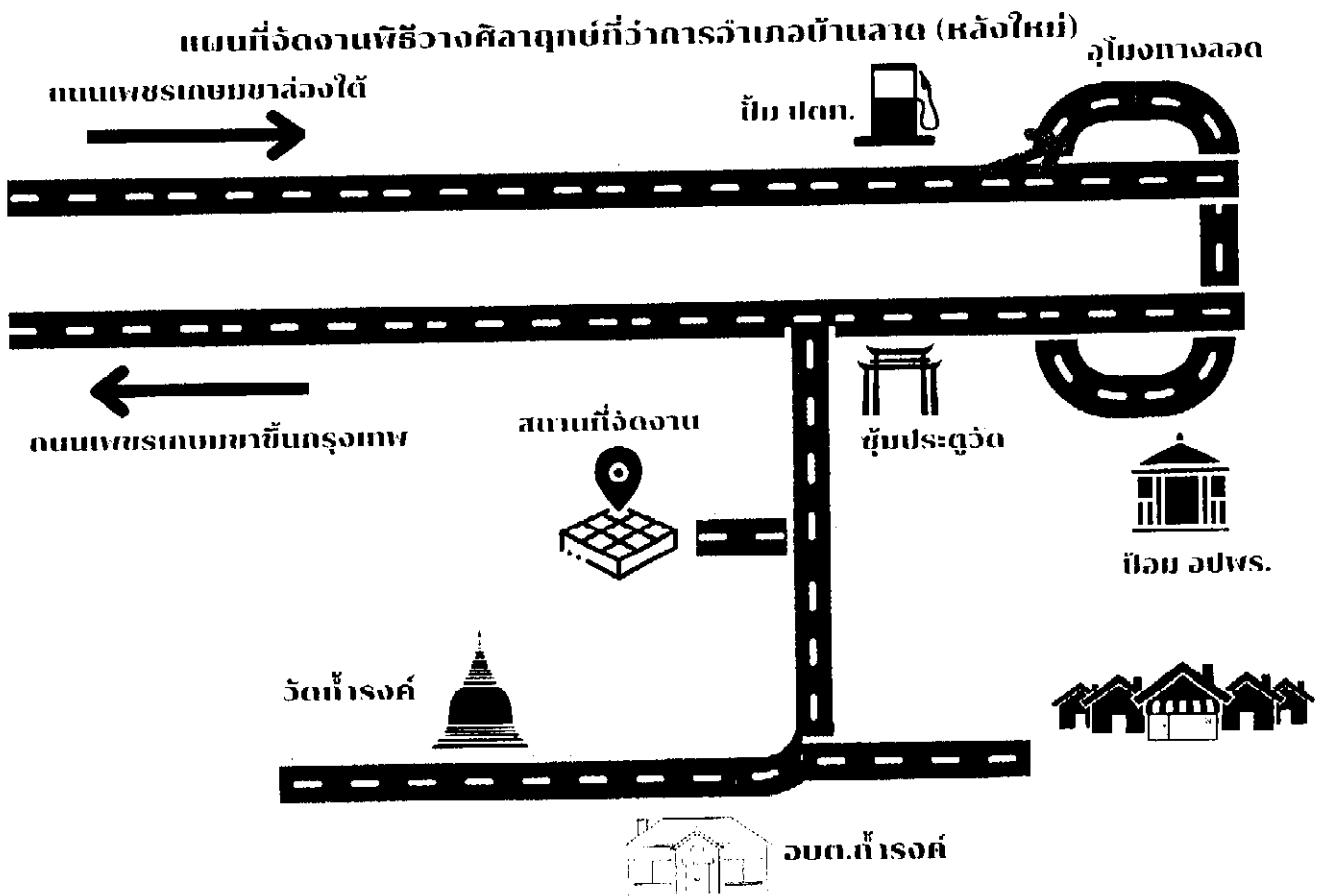 แผนที่จัดงานพิธีวางศิลาฤกษ์ที่ว่าการอำเภอบ้านลาด (หลังใหม่)
อุโมงทางลอด
ถนนเพชรเกษมขาล่องใต้
ปั๊ม ปตท.
ถนนเพชรเกษมขาขึ้นกรุงเทพ
สถานที่จัดงาน
ซุ้มประตูวัด
ป้อม อปพร.
วัดถ้ำรงค์
อบต.ถ้ำรงค์